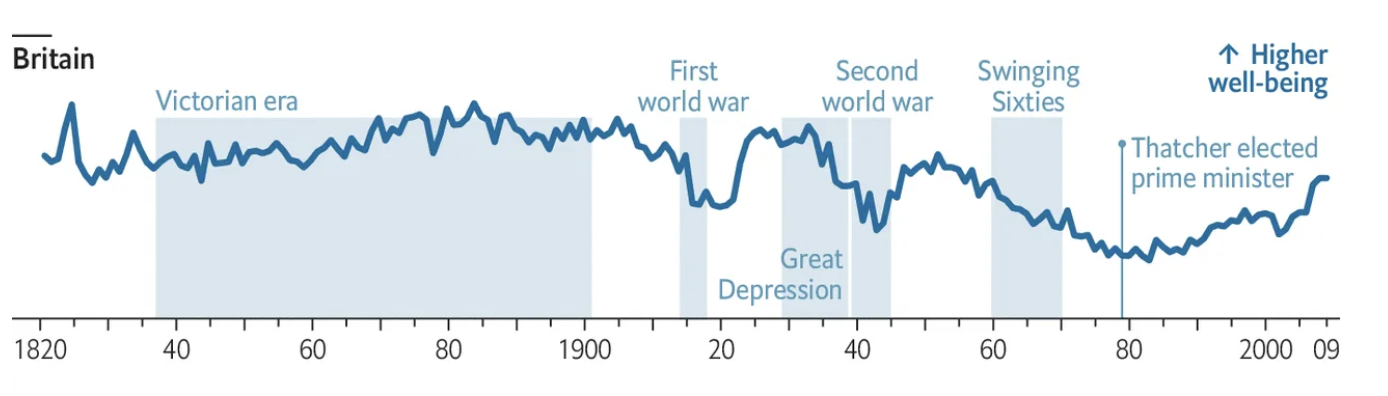 Britain
↑ Higher
well-being
Victorian era
First
world war
Second
world war
Swinging
Sixties
Thatcher elected
prime minister
Great
Depression
1820 40 60 80 1900 20 40 60 80 2000 09